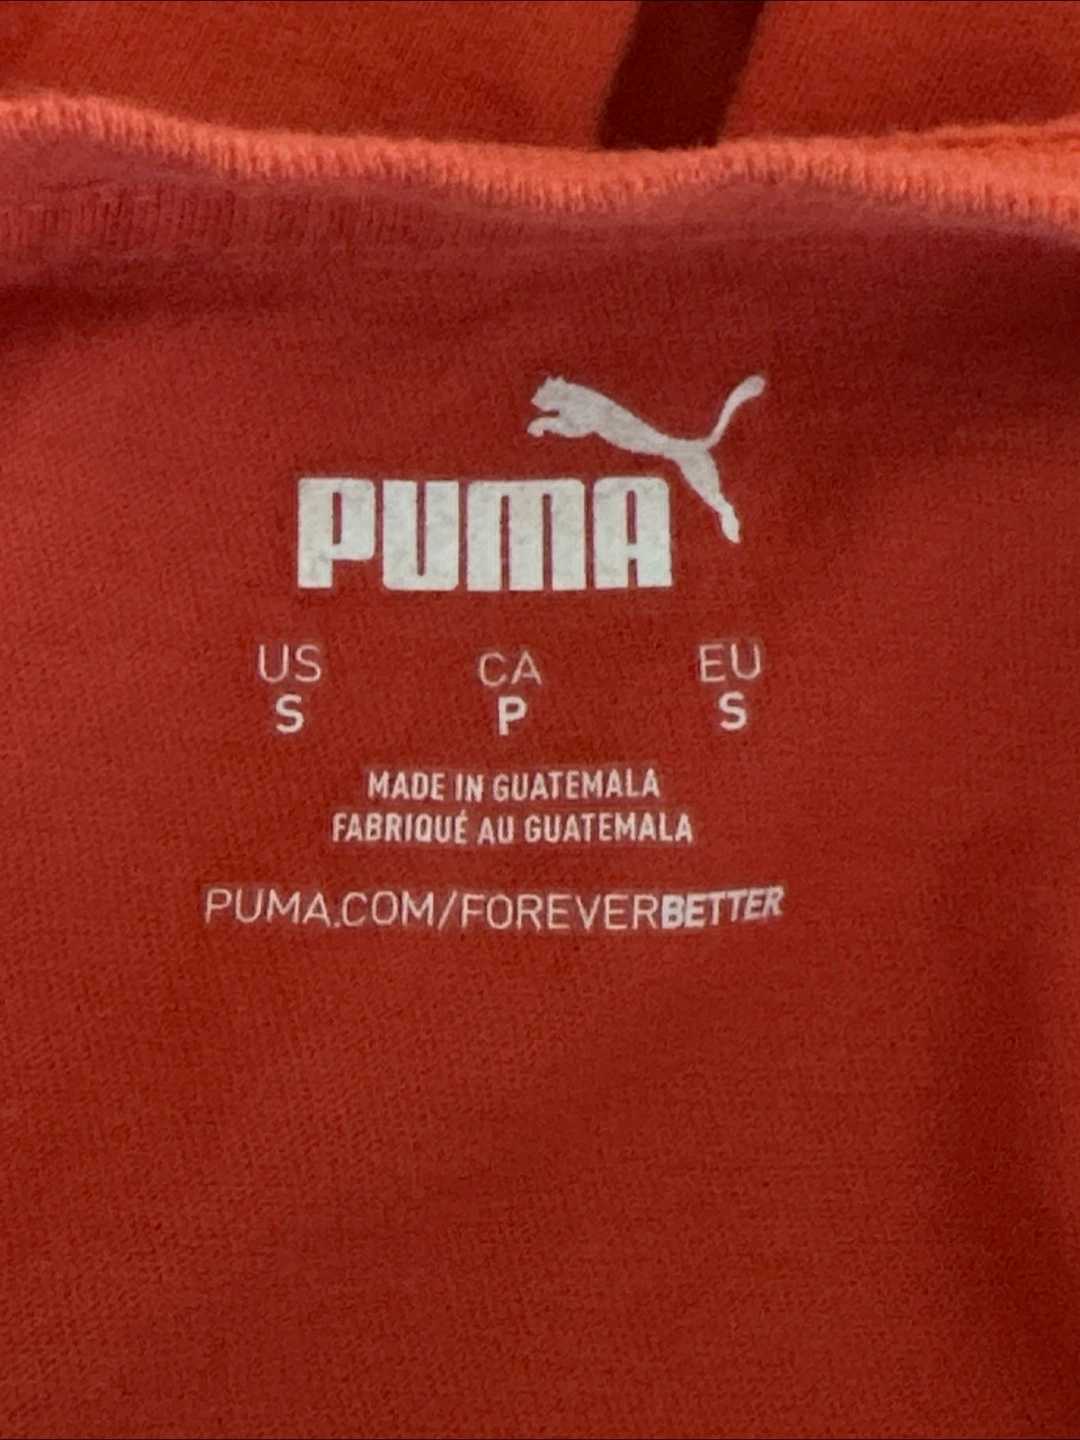 PUMA
US CA EU
S P S
MADE IN GUATEMALA
FABRIQUÉ AU GUATEMALA
PUMA.COM/FOREVERBETTER